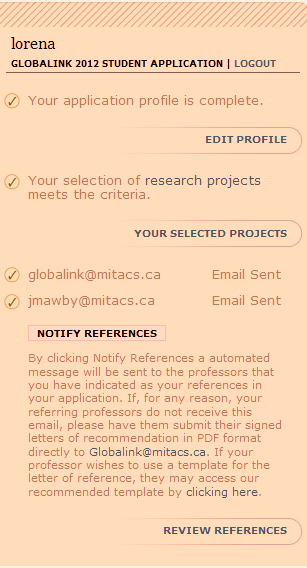 lorena
GLOBALINK 2012 STUDENT APPLICATION | LOGOUT
Your application profile is complete.
EDIT PROFILE
Your selection of research projects
meets the criteria.
YOUR SELECTED PROJECTS
globalink@mitacs.ca Email Sent
jmawby@mitacs.ca Email Sent
NOTIFY REFERENCES
By clicking Notify References a automated
message will be sent to the professors that
you have indicated as your references in
your application. If, for any reason, your
referring professors do not receive this
email, please have them submit their signed
letters of recommendation in PDF format
directly to Globalink@mitacs.ca. If your
professor wishes to use a template for the
letter of reference, they may access our
recommended template by clicking here.
REVIEW REFERENCES